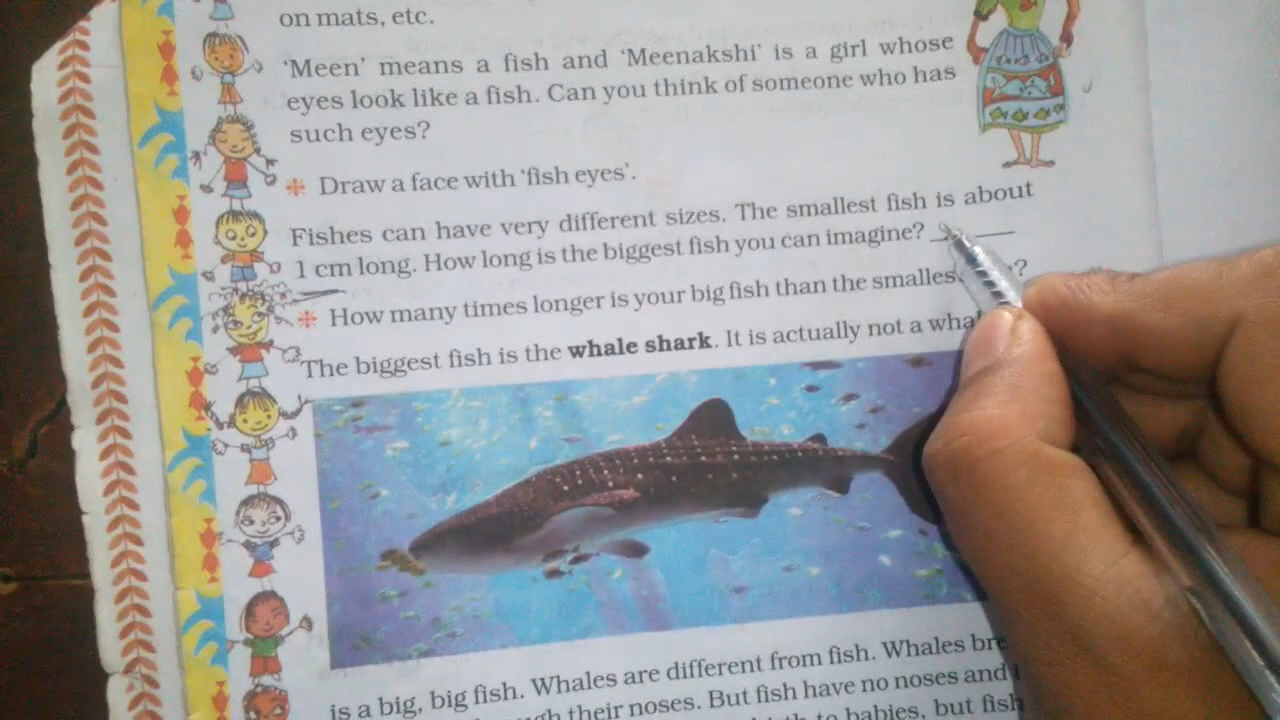 on mats, etc.
‘Meen’ means a fish and ‘Meenakshi’ is a girl whose
eyes look like a fish. Can you think of someone who has
such eyes?
Draw a face with ‘fish eyes’.
Fishes can have very different sizes. The smallest fish is about
1 cm long. How long is the biggest fish you can imagine?
How many times longer is your big fish than the smalles ?
The biggest fish is the whale shark. It is actually not a wha
is a big, big fish. Whales are different from fish. Whales bre
their noses. But fish have no noses and
to babies, but fish